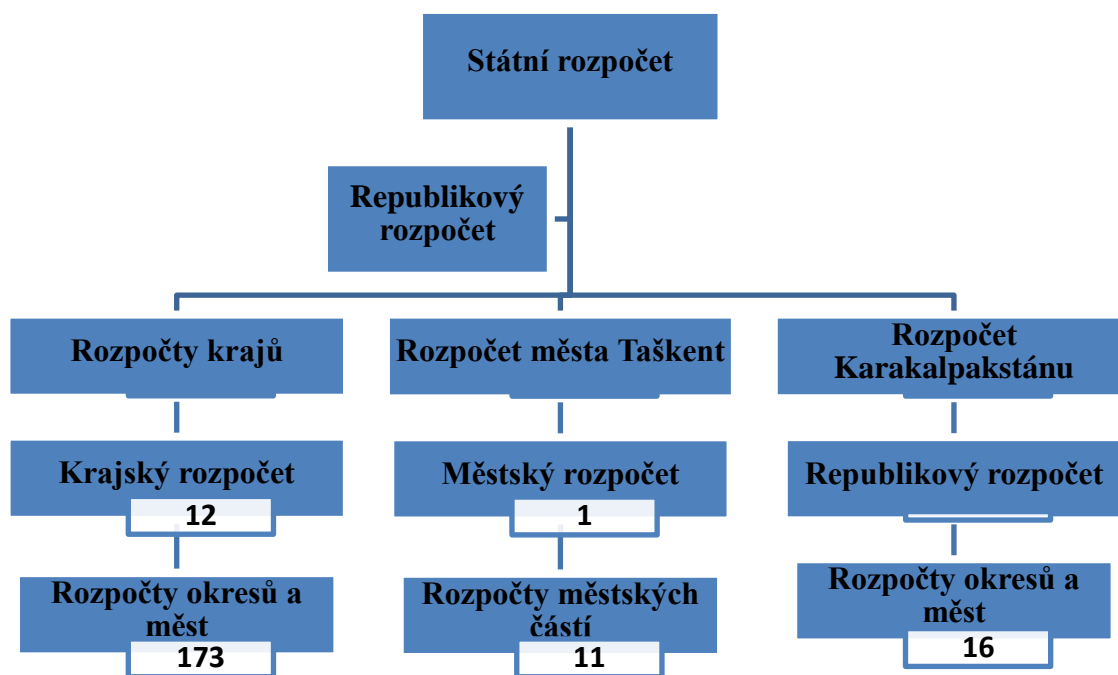 Státní rozpočet
Republikový
rozpočet
Rozpočty krajů
Rozpočet města Taškent
Rozpočet
Karakalpakstánu
Krajský rozpočet
12
Městský rozpočet
1
Republikový rozpočet
Rozpočty okresů a
měst
173
Rozpočty městských
částí
11
Rozpočty okresů a
měst
16